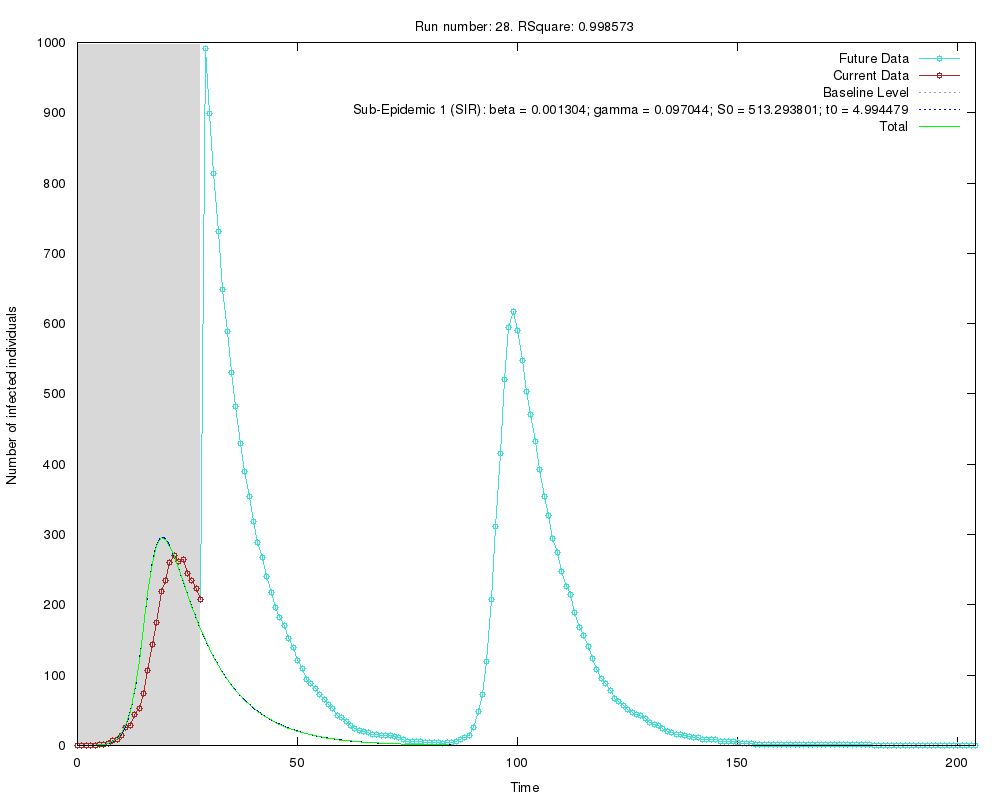 Run number: 28. RSquare: 0.998573
Future Data
Current Data
Baseline Level
Sub-Epidemic 1 (SIR): beta = 0.001304; gamma = 0.097044; S0 = 513.293801; t0 = 4.994479
Total
Number of infected individuals
1000
900
800
700
600
500
400
300
200
100
0
0 50 100 150 200
Time